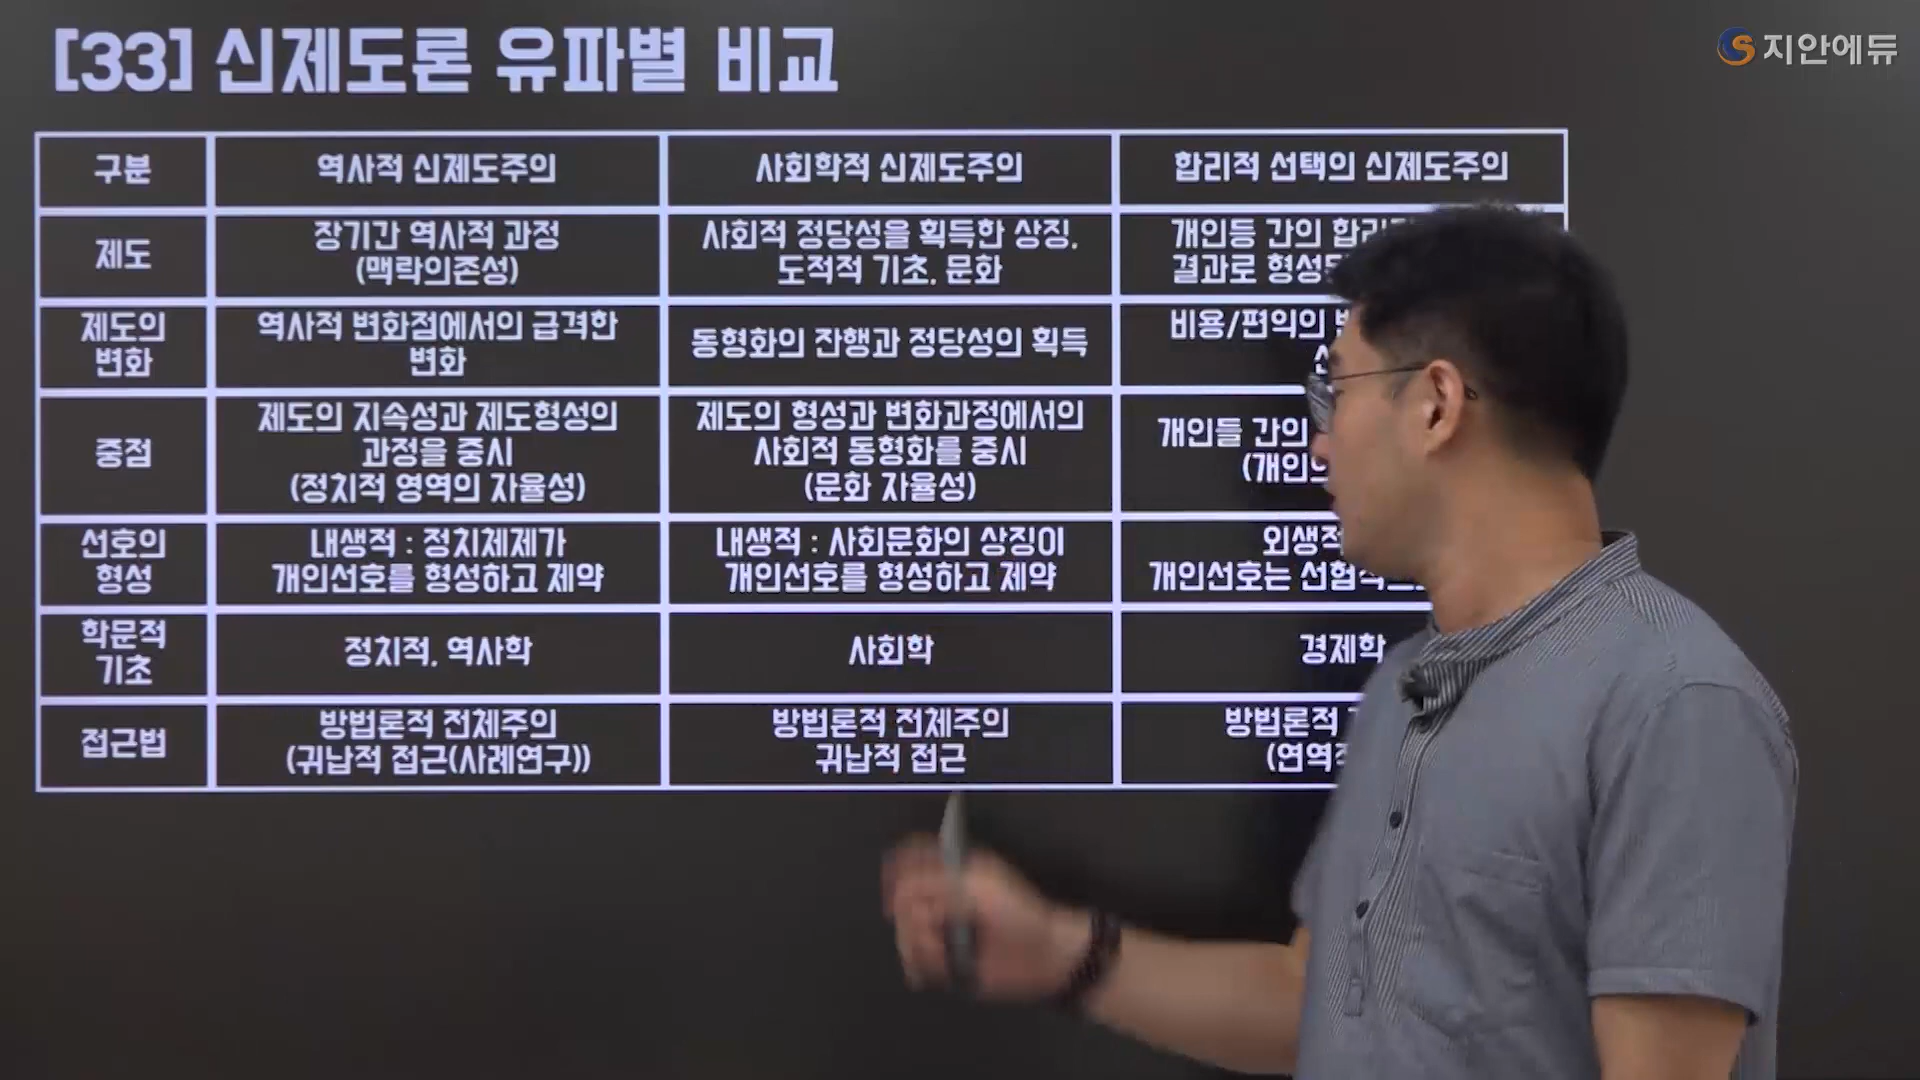 [33] 신제도론 유파별 비교
지안에듀
구분
역사적 신제도주의
사회학적 신제도주의
합리적 선택의 신제도주의
제도
장기간 역사적 과정
(맥락의존성)
사회적 정당성을 획득한 상징,
도적적 기초, 문화
개인등 간의
결과로
제도의
변화
역사적 변화점에서의 급격한
변화
동형화의 잔행과 정당성의 획득
비용/편익의
중점
제도의 지속성과 제도형성의
과정을 중시
(정치적 영역의 자율성)
제도의 형성과 변화과정에서의
사회적 동형화를 중시
(문화 자율성)
개인들 간의
선호의
형성
내생적 : 정치체제가
개인선호를 형성하고 제약
내생적 : 사회문화의 상징이
개인선호를 형성하고 제약
외생적
개인선호는
학문적
기초
정치적, 역사학
사회학
경제학
접근법
방법론적 전체주의
(귀납적 접근(사례연구))
방법론적 전체주의
귀납적 접근
방법론적